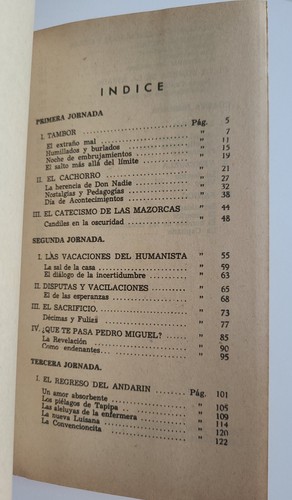 INDICE
PRIMERA JORNADA
I. TAMBOR Pág. 5
El extraño mal " 7
Humillados y burlados " 11
Noche de embrujamientos " 15
El salto más allá del límite " 19
II. EL CACHORRO " 21
La herencia de Don Nadie " 27
Nostalgias y Pedagogías " 32
Día de Acontecimientos " 38
III. EL CATECISMO DE LAS MAZORCAS " 44
Candiles en la oscuridad " 48
SEGUNDA JORNADA.
I. LAS VACACIONES DEL HUMANISTA " 55
La sal de la casa " 59
El diálogo de la incertidumbre " 63
II. DISPUTAS Y VACILACIONES " 65
El de las esperanzas " 68
III. EL SACRIFICIO. " 73
Décimas y Fulías " 77
IV. ¿QUE TE PASA PEDRO MIGUEL? " 85
La Revelación " 90
Como endenantes. " 95
TERCERA JORNADA.
I. EL REGRESO DEL ANDARIN Pág. 101
Un amor absorbente " 105
Los piélagos de Tapipa " 109
Las aleluyas de la enfermera " 114
La nueva Luisana " 120
La Convencioncita " 122